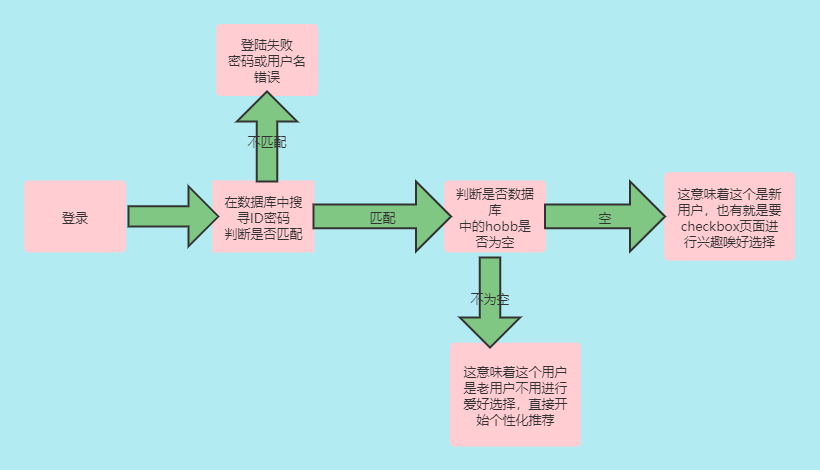 登陆失败
密码或用户名
错误
不匹配
登录
在数据库中搜
寻ID密码
判断是否匹配
匹配
判断是否数据
库
中的hobb是
否为空
空
这意味着这个是新
用户，也有就是要
checkbox页面进
行兴趣唉好选择
不为空
这意味着这个用户
是老用户不用进行
爱好选择，直接开
始个性化推荐